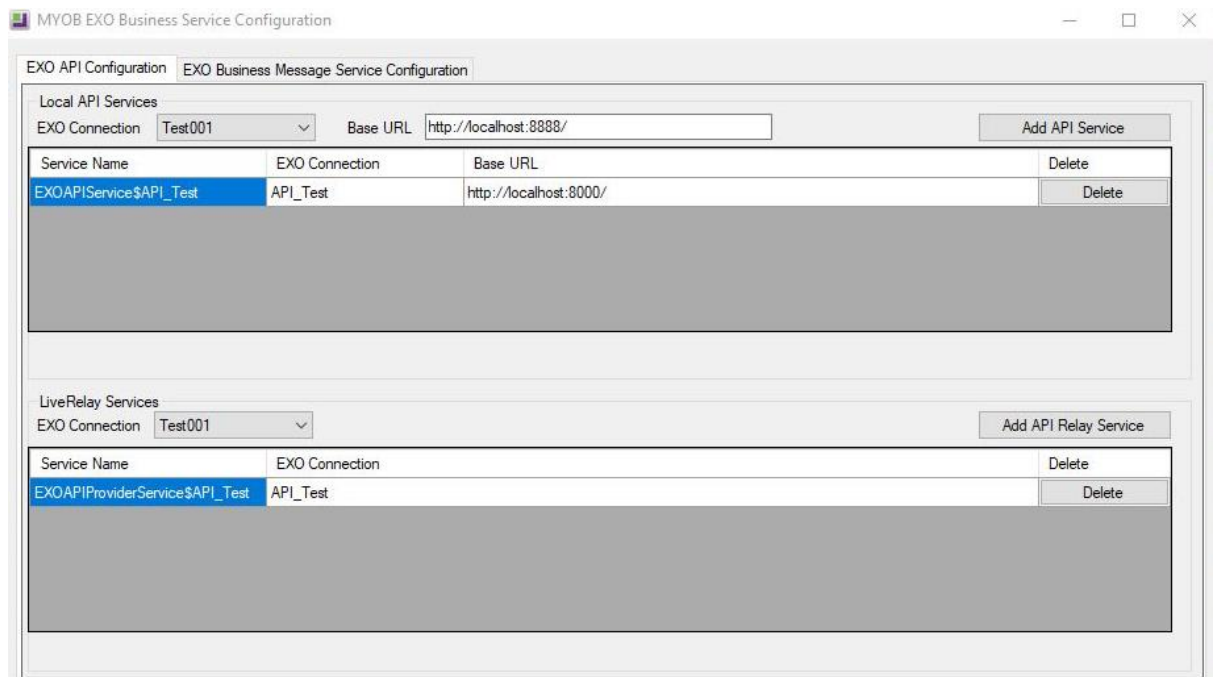 MYOB EXO Business Service Configuration
EXO API Configuration EXO Business Message Service Configuration
Local API Services
EXO Connection Test001 Base URL http://localhost:8888/ Add API Service
Service Name EXO Connection Base URL Delete
EXOAPIService$API_Test API_Test http://localhost:8000/ Delete
LiveRelay Services
EXO Connection Test001 Add API Relay Service
Service Name EXO Connection Delete
EXOAPIProviderService$API_Test API_Test Delete